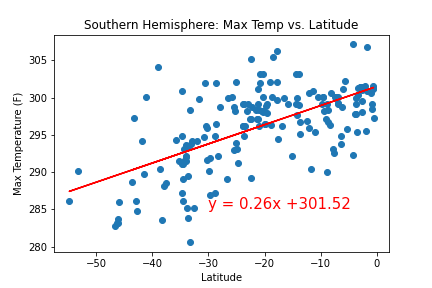 Southern Hemisphere: Max Temp vs. Latitude
Max Temperature (F)
305
300
295
290
285
280
y = 0.26x +301.52
−50 −40 −30 −20 −10 0
Latitude